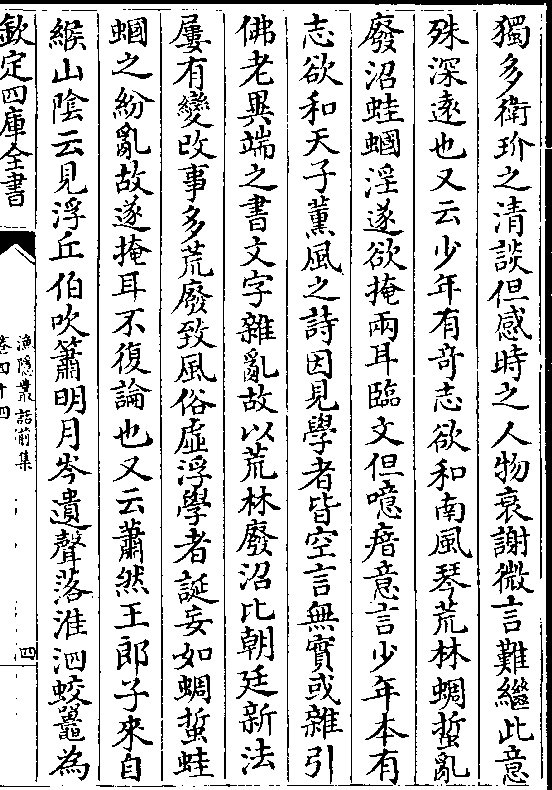 獨多衛玠之清談但感時之人物衰謝微言難繼此意
殊深逺也又云少年有竒志欲和南風琴荒林蜩蜇亂
廢沼蛙蟈淫遂欲掩兩耳臨文但噫瘖意言少年本有
志欲和天子薫風之詩因見學者皆空言無實或雜引
佛老異端之書文字雜亂故以荒林廢沼比朝廷新法
屢有變改事多荒廢致風俗虚浮學者誕妄如蜩蜇蛙
蟈之紛亂故遂掩耳不復論也又云蕭然王郎子來自
緱山隂云見浮丘伯吹簫明月岑遺聲落淮泗蛟鼉為
欽定四庫全書
漁隱叢話前集
卷四十四
四